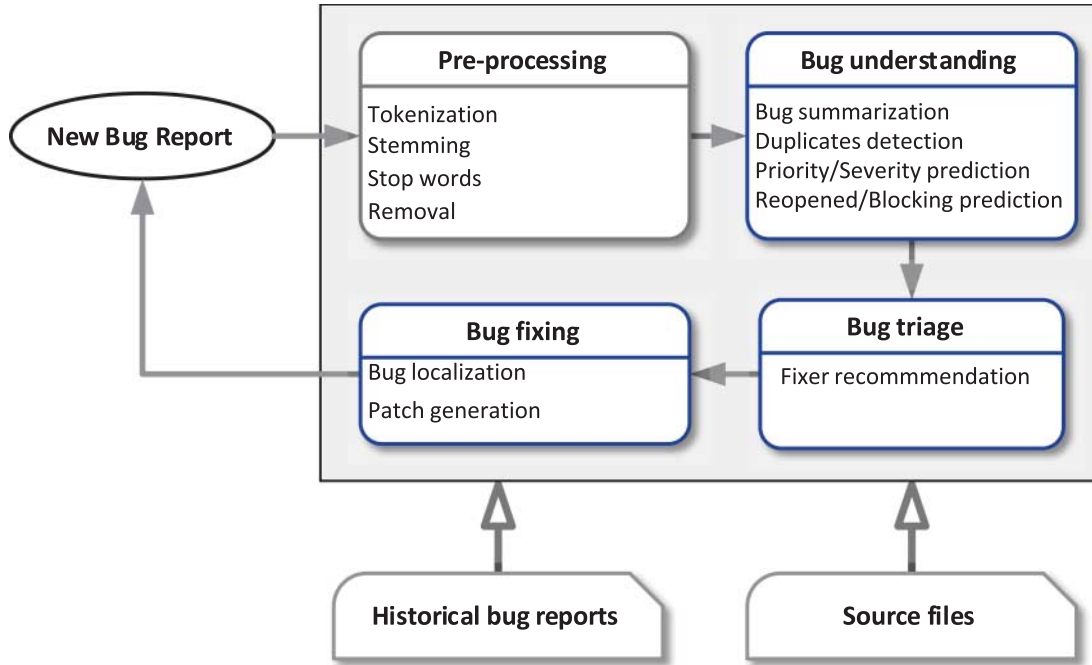 New Bug Report
Pre-processing
Tokenization
Stemming
Stop words
Removal
Bug understanding
Bug summarization
Duplicates detection
Priority/Severity prediction
Reopened/Blocking prediction
Bug triage
Fixer recommmendation
Bug fixing
Bug localization
Patch generation
Historical bug reports
Source files